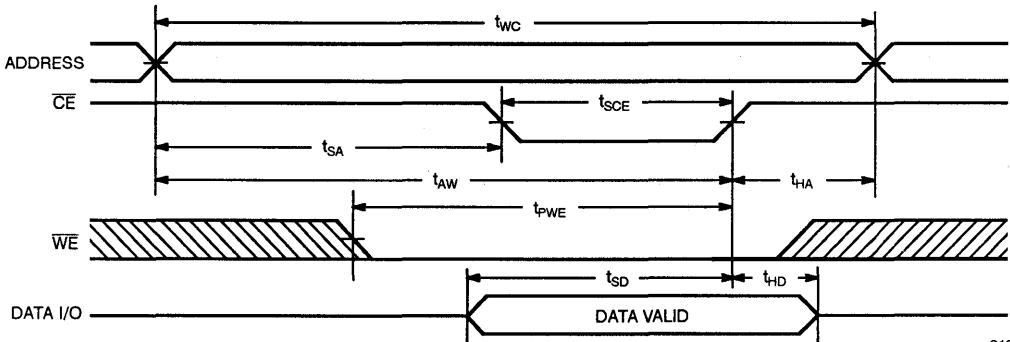 tWC
ADDRESS
CE
tSCE
tSA
tAW
tHA
tPWE
WE
tSD
tHD
DATA I/O
DATA VALID